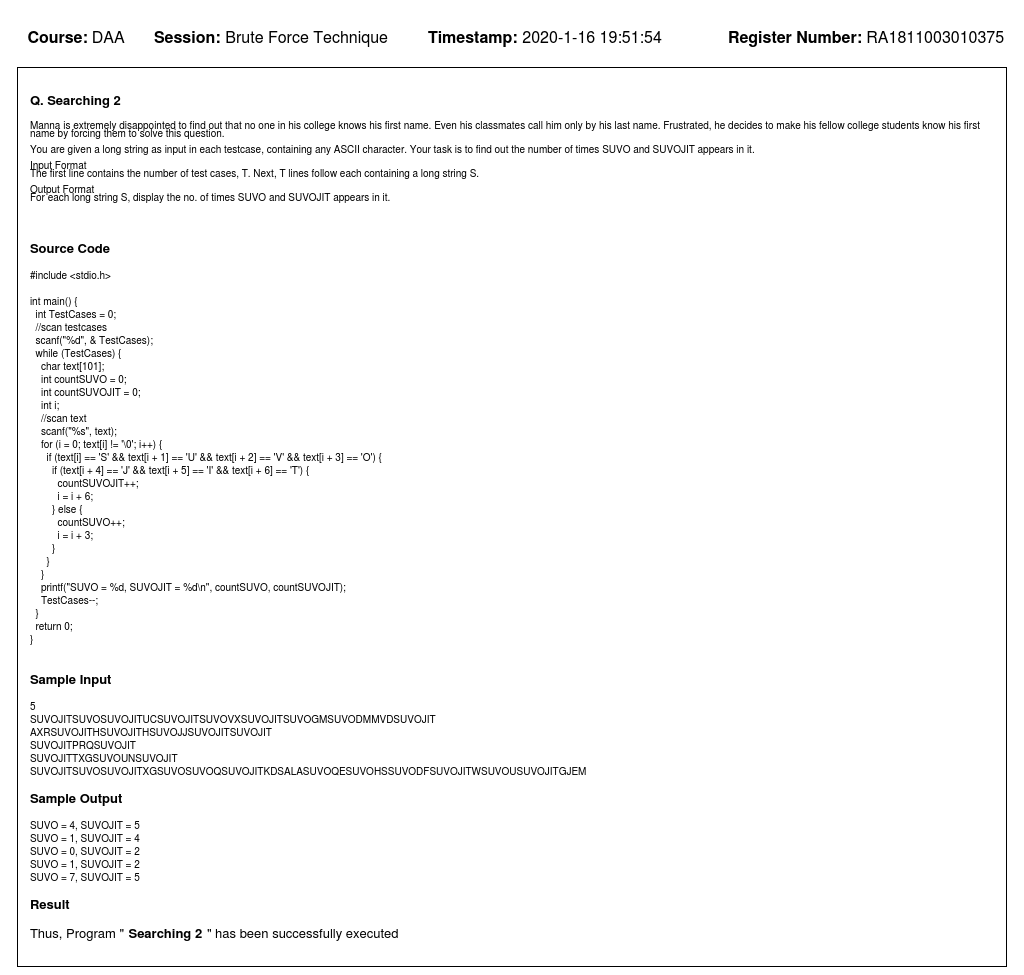 Course: DAA Session: Brute Force Technique Timestamp: 2020-1-16 19:51:54 Register Number: RA1811003010375
Q. Searching 2
Manna is extremely disappointed to find out that no one in his college knows his first name. Even his classmates call him only by his last name. Frustrated, he decides to make his fellow college students know his first
name by forcing them to solve this question.
You are given a long string as input in each testcase, containing any ASCII character. Your task is to find out the number of times SUVO and SUVOJIT appears in it.
Input Format
The first line contains the number of test cases, T. Next, T lines follow each containing a long string S.
Output Format
For each long string S, display the no. of times SUVO and SUVOJIT appears in it.
Source Code
#include <stdio.h>
int main() {
int TestCases = 0;
//scan testcases
scanf("%d", & TestCases);
while (TestCases) {
char text[101];
int countSUVO = 0;
int countSUVOJIT = 0;
int i;
//scan text
scanf("%s", text);
for (i = 0; text[i] != '\0'; i++) {
if (text[i] == 'S' && text[i + 1] == 'U' && text[i + 2] == 'V' && text[i + 3] == 'O') {
if (text[i + 4] == 'J' && text[i + 5] == 'I' && text[i + 6] == 'T') {
countSUVOJIT++;
i = i + 6;
} else {
countSUVO++;
i = i + 3;
}
}
}
printf("SUVO = %d, SUVOJIT = %d\n", countSUVO, countSUVOJIT);
TestCases--;
}
return 0;
}
Sample Input
5
SUVOJITSUVOSUVOJITUCSUVOJITSUVOVXSUVOJITSUVOGMSUVODMMVDSUVOJIT
AXRSUVOJITHSUVOJITHSUVOJJSUVOJITSUVOJIT
SUVOJITPRQSUVOJIT
SUVOJITTXGSUVOUNSUVOJIT
SUVOJITSUVOSUVOJITXGSUVOSUVOQSUVOJITKDSALASUVOQESUVOHSSUVODFSUVOJITWSUVOUSUVOJITGJEM
Sample Output
SUVO = 4, SUVOJIT = 5
SUVO = 1, SUVOJIT = 4
SUVO = 0, SUVOJIT = 2
SUVO = 1, SUVOJIT = 2
SUVO = 7, SUVOJIT = 5
Result
Thus, Program " Searching 2 " has been successfully executed